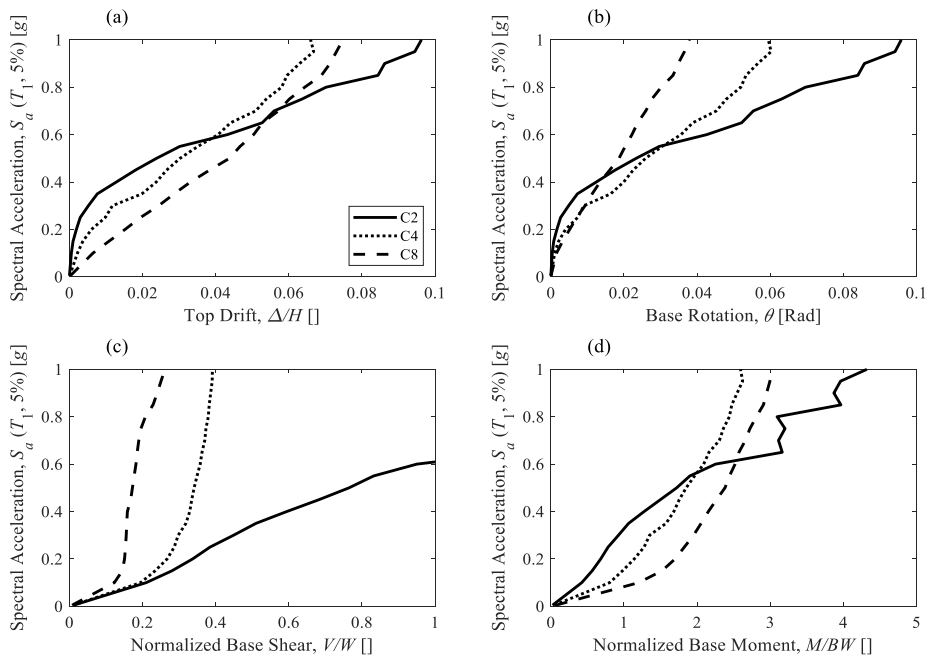 (a)
Spectral Acceleration, S_a (T_1, 5%) [g]
1
0.8
0.6
0.4
0.2
0
0 0.02 0.04 0.06 0.08 0.1
Top Drift, Δ/H []
C2
C4
C8
(b)
Spectral Acceleration, S_a (T_1, 5%) [g]
1
0.8
0.6
0.4
0.2
0
0 0.02 0.04 0.06 0.08 0.1
Base Rotation, θ [Rad]
(c)
Spectral Acceleration, S_a (T_1, 5%) [g]
1
0.8
0.6
0.4
0.2
0
0 0.2 0.4 0.6 0.8 1
Normalized Base Shear, V/W []
(d)
Spectral Acceleration, S_a (T_1, 5%) [g]
1
0.8
0.6
0.4
0.2
0
0 1 2 3 4 5
Normalized Base Moment, M/BW []